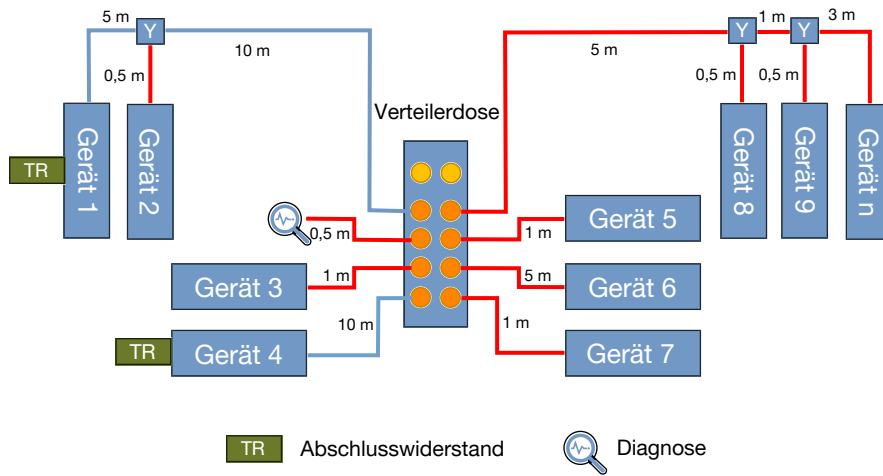 5 m
Y
10 m
0,5 m
Gerät 1
Gerät 2
TR
Verteilerdose
5 m
Y
1 m
Y
3 m
0,5 m
0,5 m
Gerät 8
Gerät 9
Gerät n
0,5 m
Gerät 5
1 m
Gerät 3
1 m
Gerät 6
5 m
TR
Gerät 4
10 m
1 m
Gerät 7
TR
Abschlusswiderstand
Diagnose